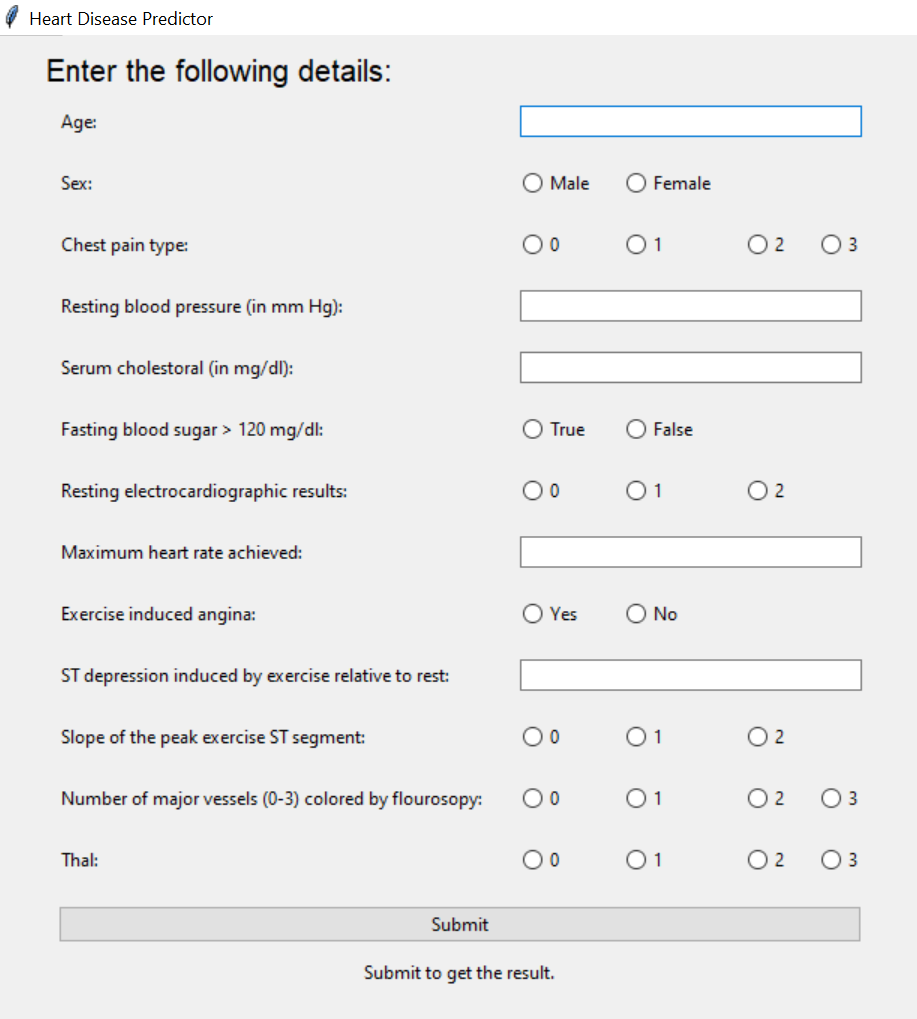 Heart Disease Predictor
Enter the following details:
Age:
Sex: Male Female
Chest pain type: 0 1 2 3
Resting blood pressure (in mm Hg):
Serum cholestoral (in mg/dl):
Fasting blood sugar > 120 mg/dl: True False
Resting electrocardiographic results: 0 1 2
Maximum heart rate achieved:
Exercise induced angina: Yes No
ST depression induced by exercise relative to rest:
Slope of the peak exercise ST segment: 0 1 2
Number of major vessels (0-3) colored by flourosopy: 0 1 2 3
Thal: 0 1 2 3
Submit
Submit to get the result.